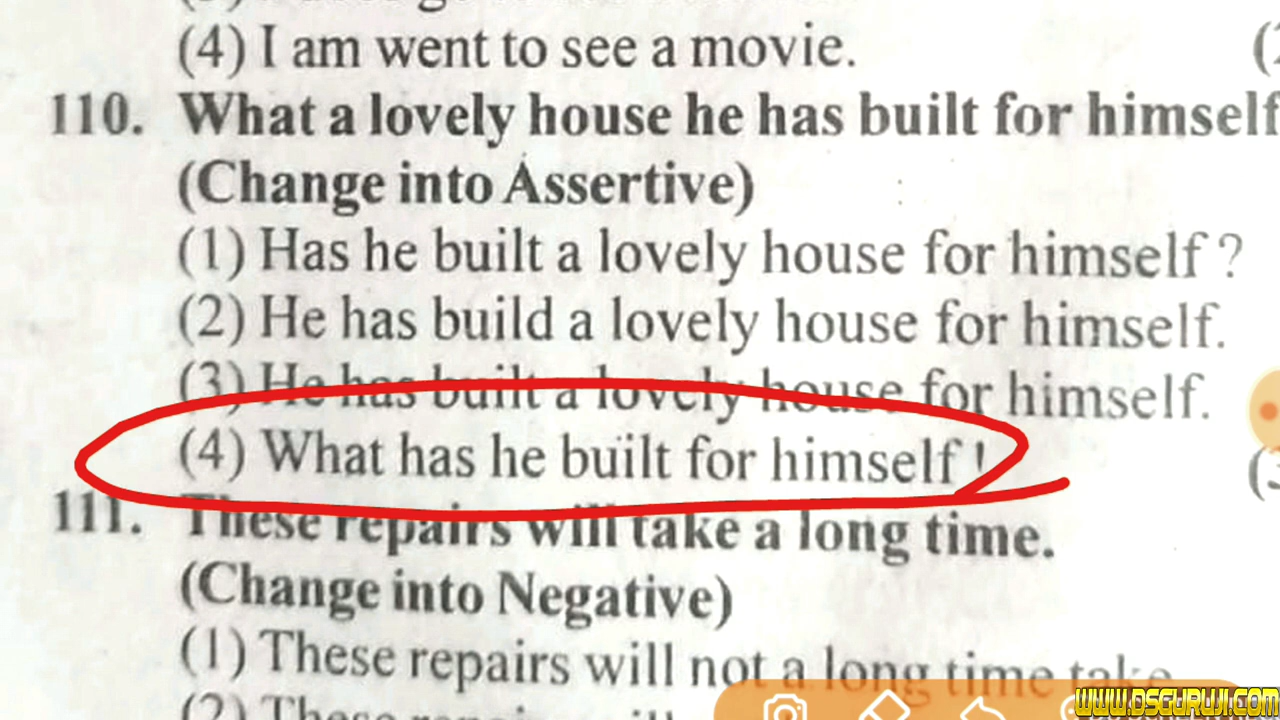 (4) I am went to see a movie.
110. What a lovely house he has built for himself
(Change into Assertive)
(1) Has he built a lovely house for himself ?
(2) He has build a lovely house for himself.
(3) He has built a lovely house for himself.
(4) What has he built for himself !
111. These repairs will take a long time.
(Change into Negative)
(1) These repairs will not a long time take
(2) These
www.dsguruji.com